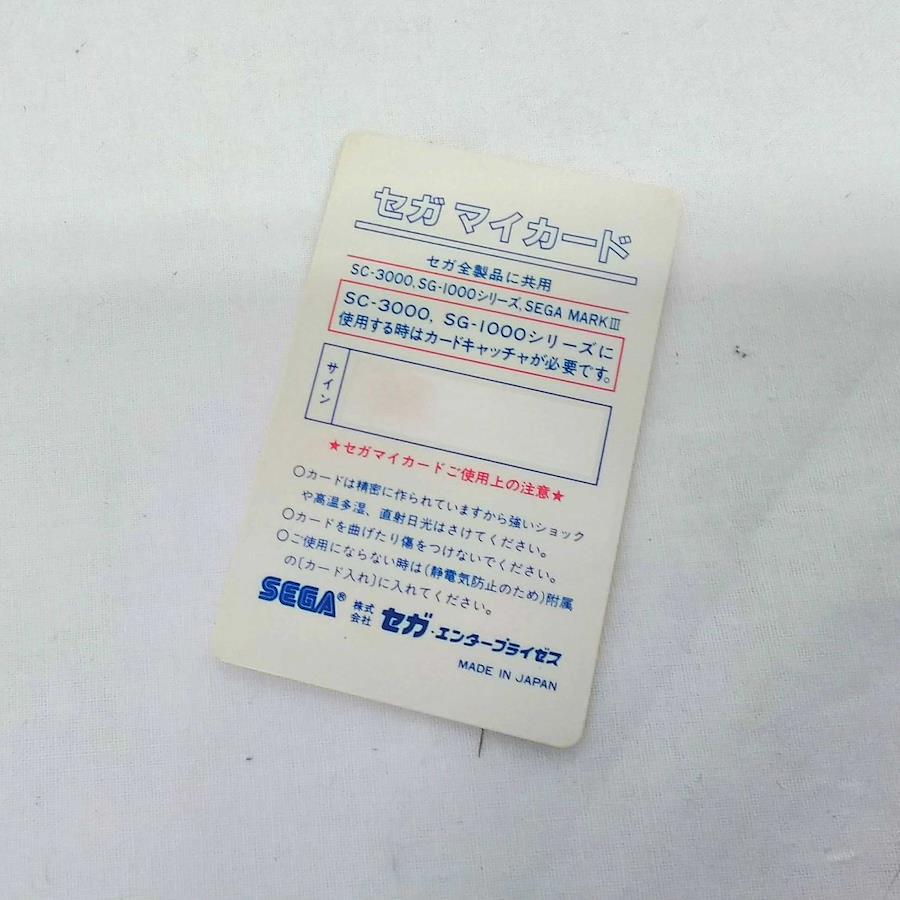 セガ マイカード
セガ全製品に共用
SC-3000,SG-1000シリーズ,SEGA MARKⅢ
SC-3000, SG-1000シリーズに
使用する時はカードキャッチャが必要です。
サイン
★セガマイカードご使用上の注意★
○カードは精密に作られていますから強いショック
や高温多湿、直射日光はさけてください。
○カードを曲げたり傷をつけないでください。
○ご使用にならない時は(静電気防止のため)附属
の〔カード入れ〕に入れてください。
SEGA® 株式会社 セガ・エンタープライゼス
MADE IN JAPAN